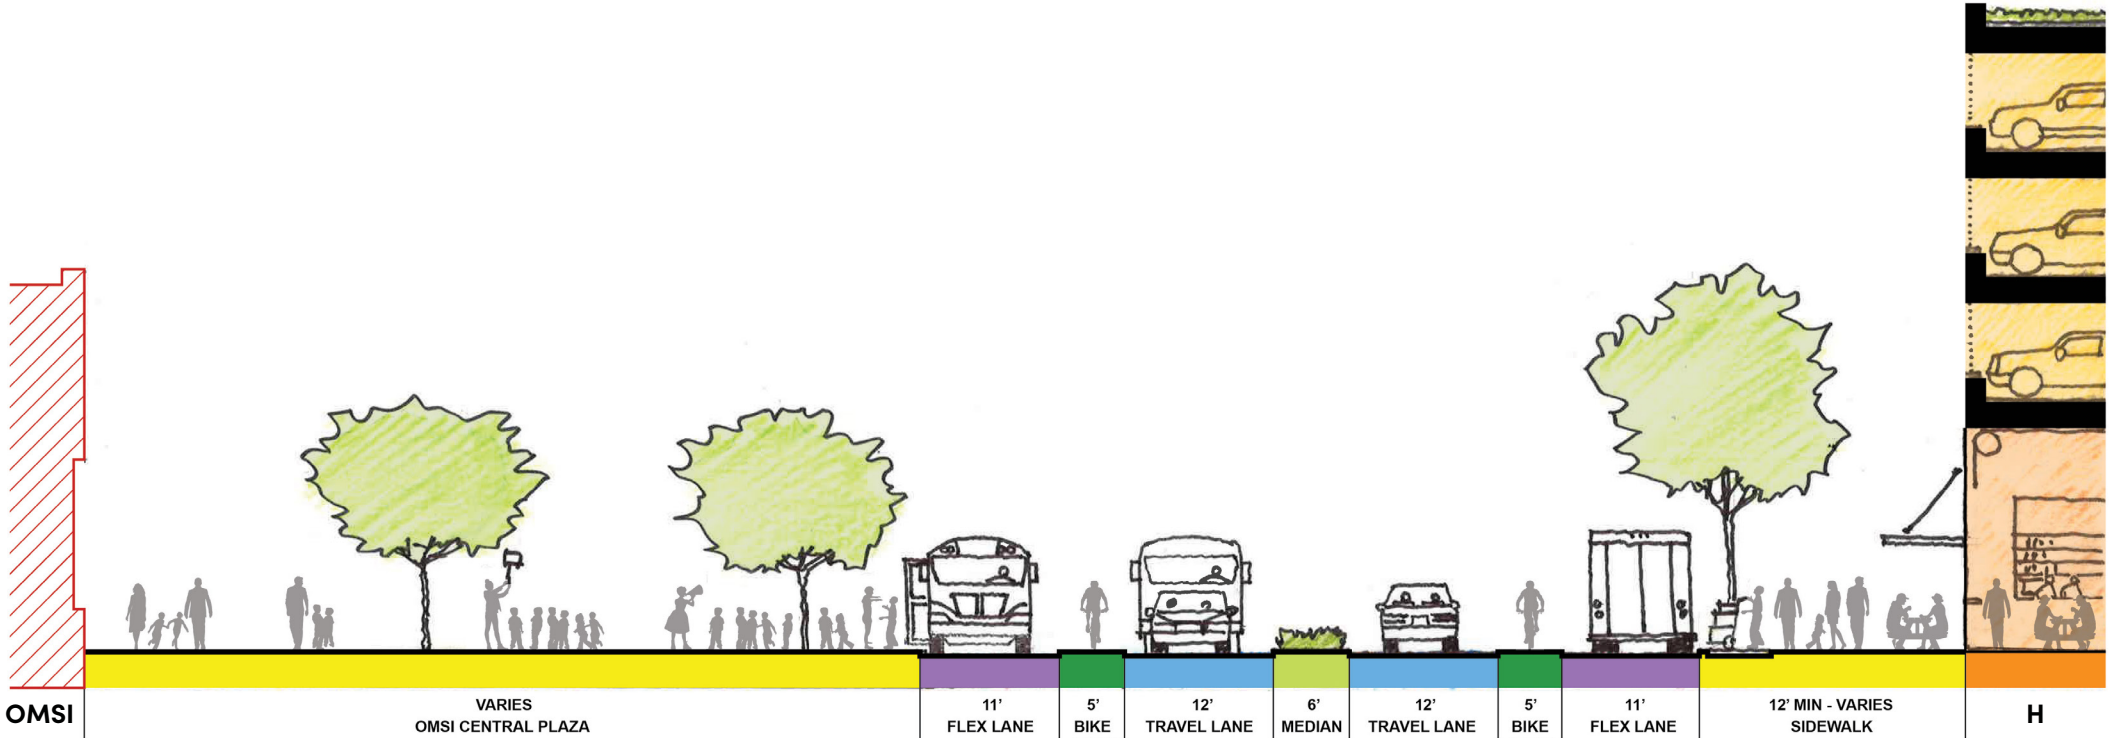 OMSI
VARIES
OMSI CENTRAL PLAZA
11’
FLEX LANE
5’
BIKE
12’
TRAVEL LANE
6’
MEDIAN
12’
TRAVEL LANE
5’
BIKE
11’
FLEX LANE
12’ MIN - VARIES
SIDEWALK
H